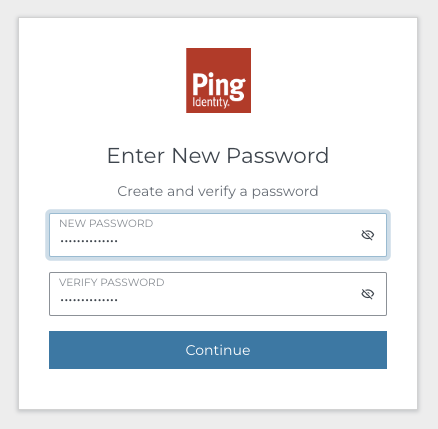 Ping
Identity.
Enter New Password
Create and verify a password
NEW PASSWORD
•••••••••••••
VERIFY PASSWORD
•••••••••••••
Continue